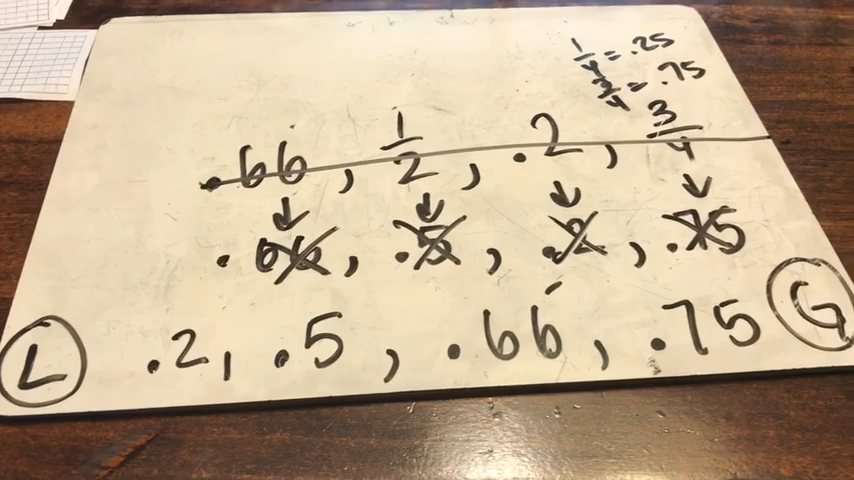 1/4 = .25
3/4 = .75
.66, 1/2, .2, 3/4
.66, .5, .2, .75
L .2, .5, .66, .75 G